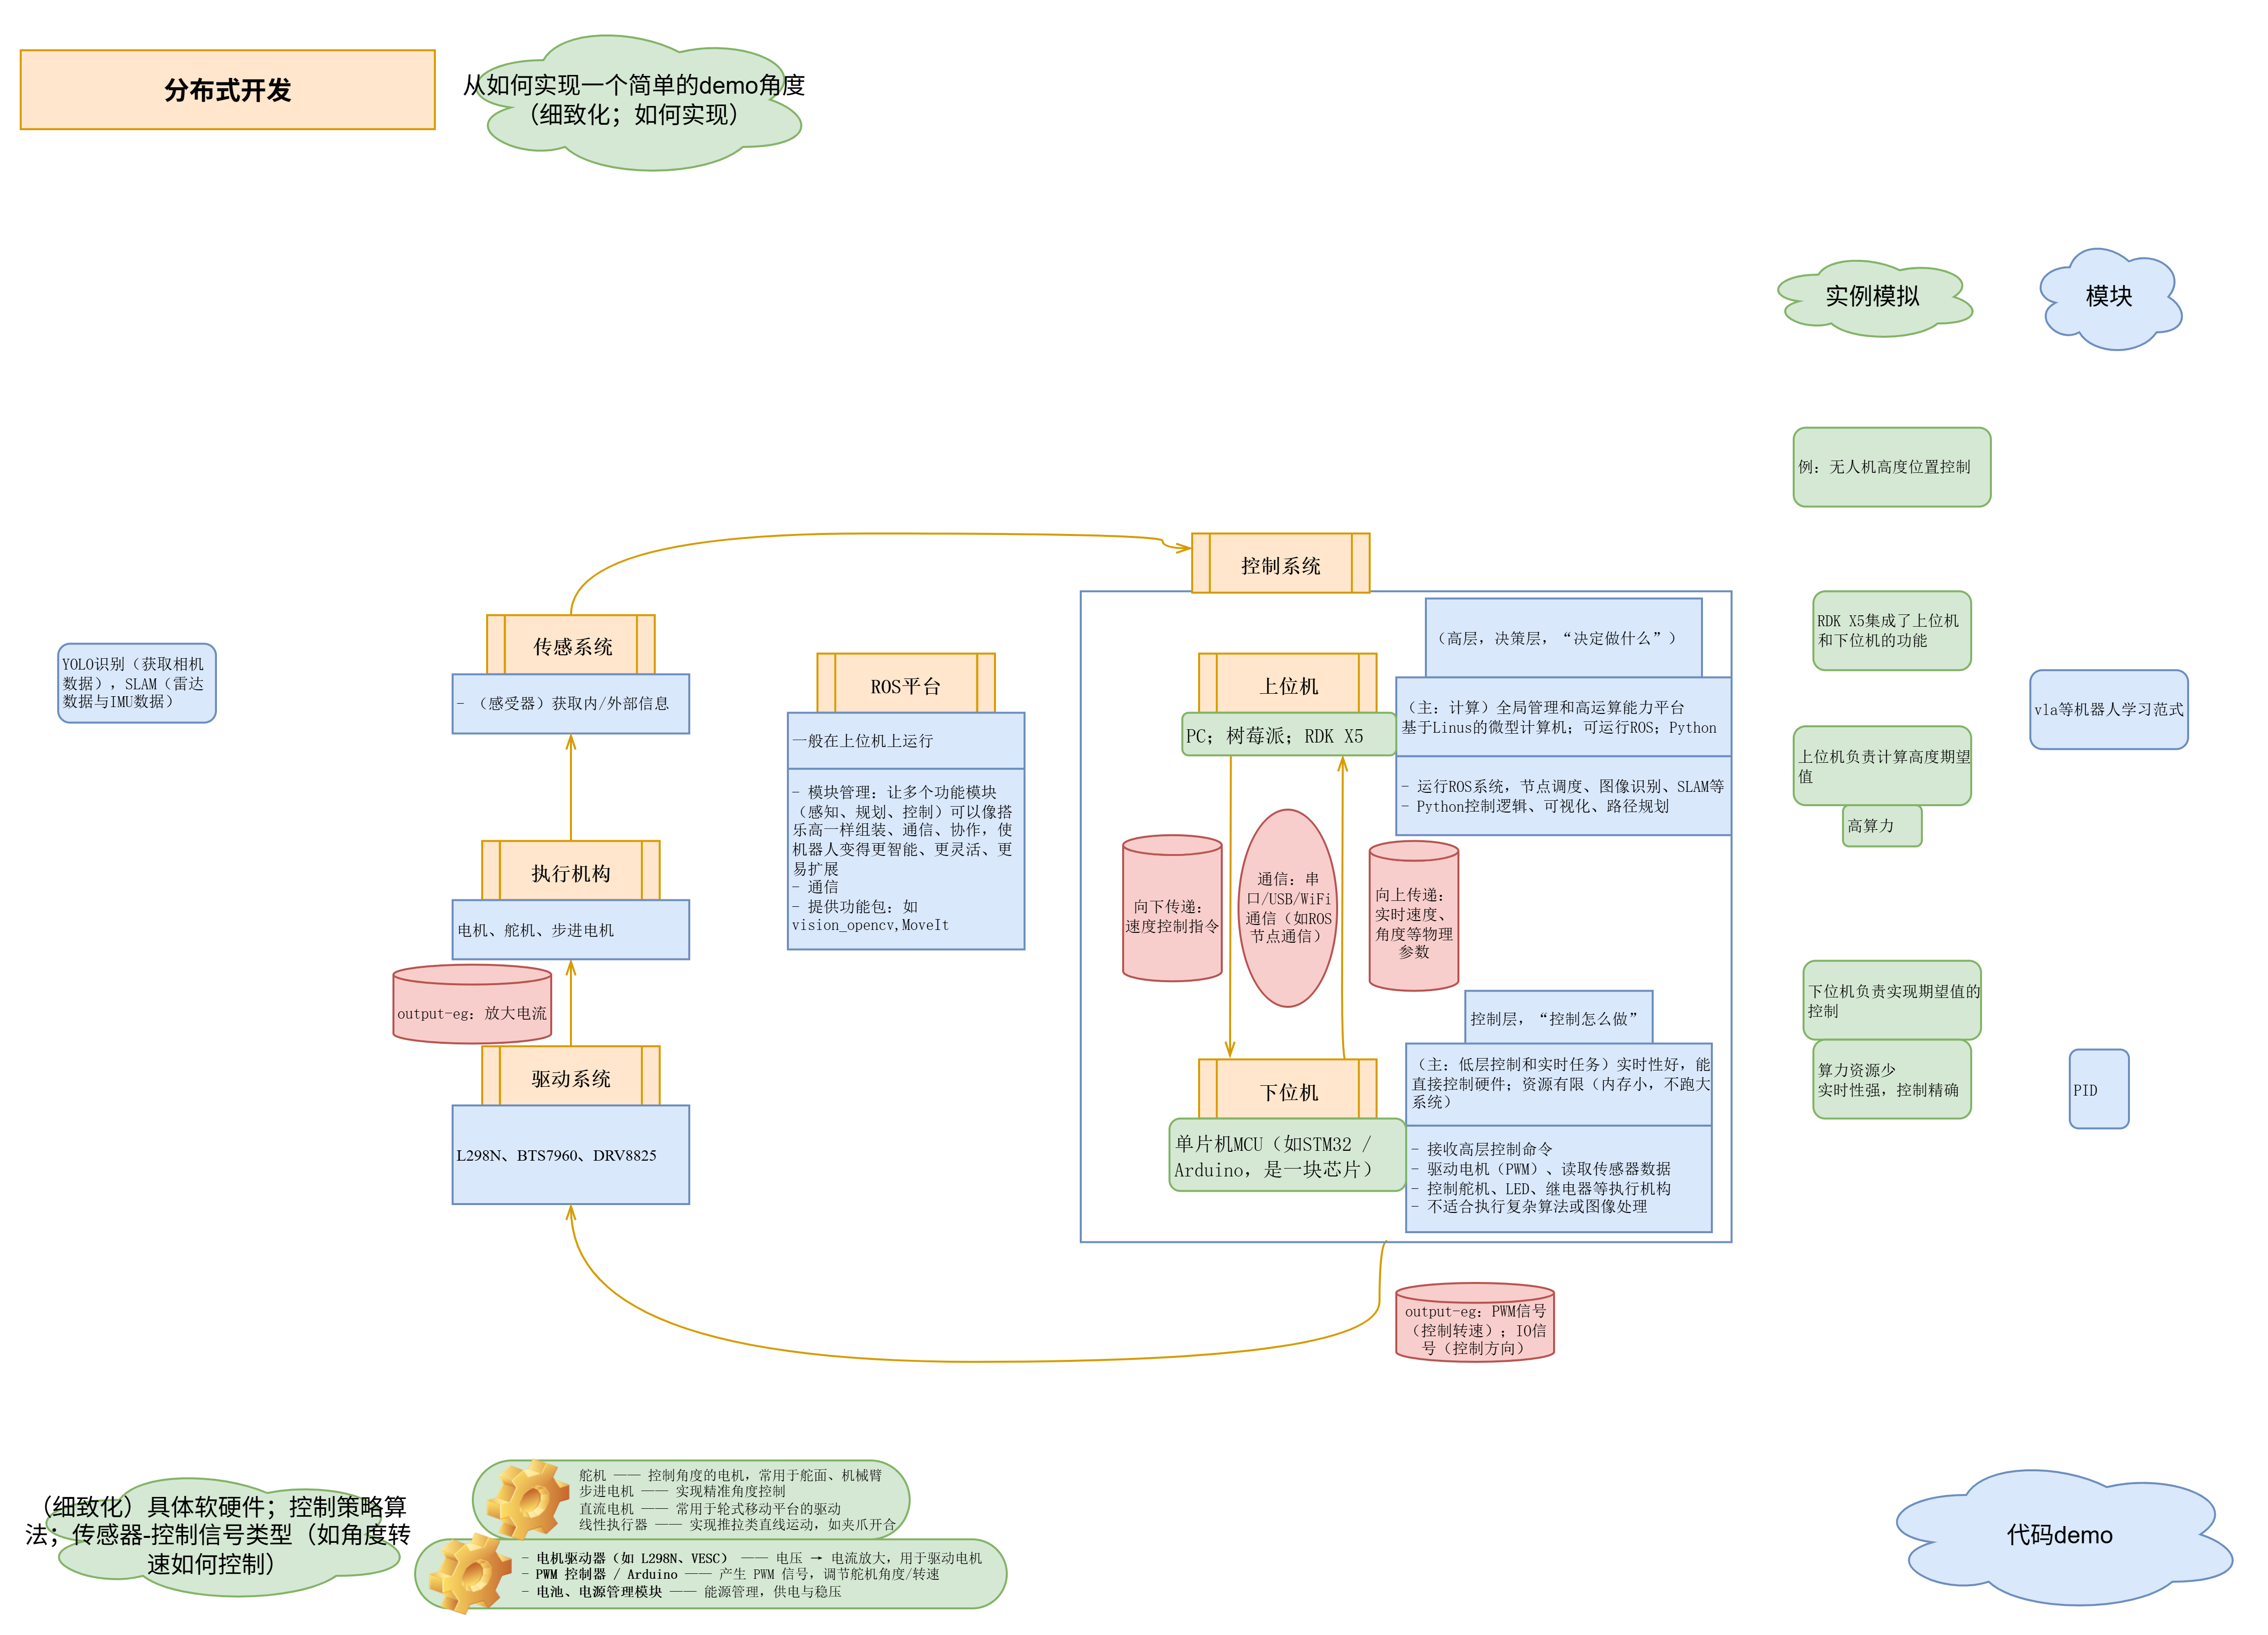 分布式开发
从如何实现一个简单的demo角度
（细致化；如何实现）
实例模拟
模块
例：无人机高度位置控制
控制系统
传感系统
- （感受器）获取内/外部信息
YOLO识别（获取相机
数据），SLAM（雷达
数据与IMU数据）
ROS平台
一般在上位机上运行
- 模块管理：让多个功能模块
（感知、规划、控制）可以像搭
乐高一样组装、通信、协作，使
机器人变得更智能、更灵活、更
易扩展
- 通信
- 提供功能包：如
vision_opencv,MoveIt
（高层，决策层，“决定做什么”）
上位机
PC；树莓派；RDK X5
（主：计算）全局管理和高运算能力平台
基于Linus的微型计算机；可运行ROS；Python
- 运行ROS系统，节点调度、图像识别、SLAM等
- Python控制逻辑、可视化、路径规划
RDK X5集成了上位机
和下位机的功能
vla等机器人学习范式
上位机负责计算高度期望
值
高算力
执行机构
电机、舵机、步进电机
output-eg：放大电流
向下传递：
速度控制指令
通信：串
口/USB/WiFi
通信（如ROS
节点通信）
向上传递：
实时速度、
角度等物理
参数
驱动系统
L298N、BTS7960、DRV8825
控制层，“控制怎么做”
下位机
单片机MCU（如STM32 /
Arduino，是一块芯片）
（主：低层控制和实时任务）实时性好，能
直接控制硬件；资源有限（内存小，不跑大
系统）
- 接收高层控制命令
- 驱动电机（PWM）、读取传感器数据
- 控制舵机、LED、继电器等执行机构
- 不适合执行复杂算法或图像处理
下位机负责实现期望值的
控制
算力资源少
实时性强，控制精确
PID
output-eg：PWM信号
（控制转速）；IO信
号（控制方向）
（细致化）具体软硬件；控制策略算
法；传感器-控制信号类型（如角度转
速如何控制）
舵机 —— 控制角度的电机，常用于舵面、机械臂
步进电机 —— 实现精准角度控制
直流电机 —— 常用于轮式移动平台的驱动
线性执行器 —— 实现推拉类直线运动，如夹爪开合
- 电机驱动器（如 L298N、VESC） —— 电压 → 电流放大，用于驱动电机
- PWM 控制器 / Arduino —— 产生 PWM 信号，调节舵机角度/转速
- 电池、电源管理模块 —— 能源管理，供电与稳压
代码demo